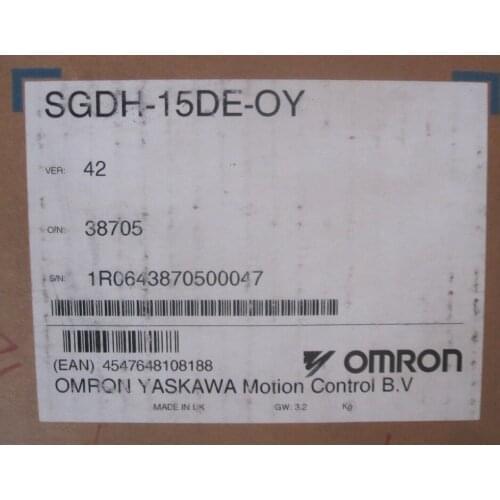 SGDH-15DE-OY
VER: 42
O/N: 38705
S/N: 1R0643870500047
(EAN) 4547648108188
OMRON
OMRON YASKAWA Motion Control B.V
MADE IN UK GW: 3.2 Kg